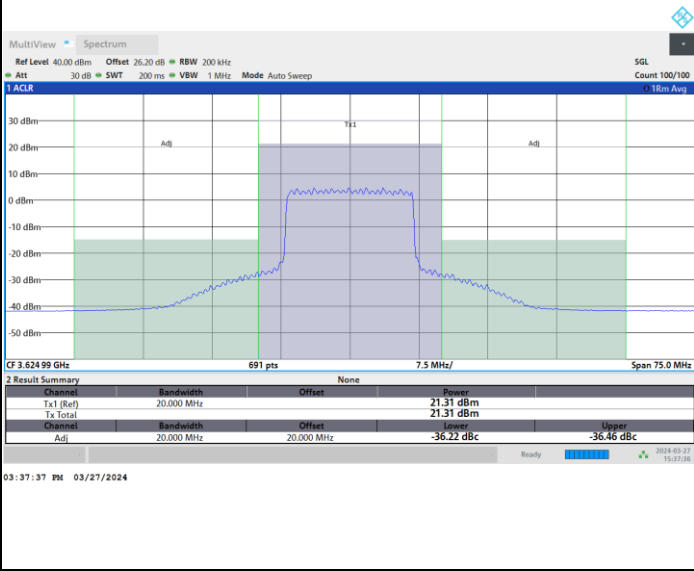 MultiView Spectrum
Ref Level 40.00 dBm Offset 26.20 dB RBW 200 kHz SGL
Att 30 dB SWT 200 ms VBW 1 MHz Mode Auto Sweep Count 100/100
1 ACLR 1Rm Avg
30 dBm
Tx1
20 dBm
Adj Adj
10 dBm
0 dBm
-10 dBm
-20 dBm
-30 dBm
-40 dBm
-50 dBm
CF 3.624 99 GHz 691 pts 7.5 MHz/ Span 75.0 MHz
2 Result Summary None
Channel Bandwidth Offset Power
Tx1 (Ref) 20.000 MHz 21.31 dBm
Tx Total 21.31 dBm
Channel Bandwidth Offset Lower Upper
Adj 20.000 MHz 20.000 MHz -36.22 dBc -36.46 dBc
Ready 2024-03-27
15:37:36
03:37:37 PM 03/27/2024